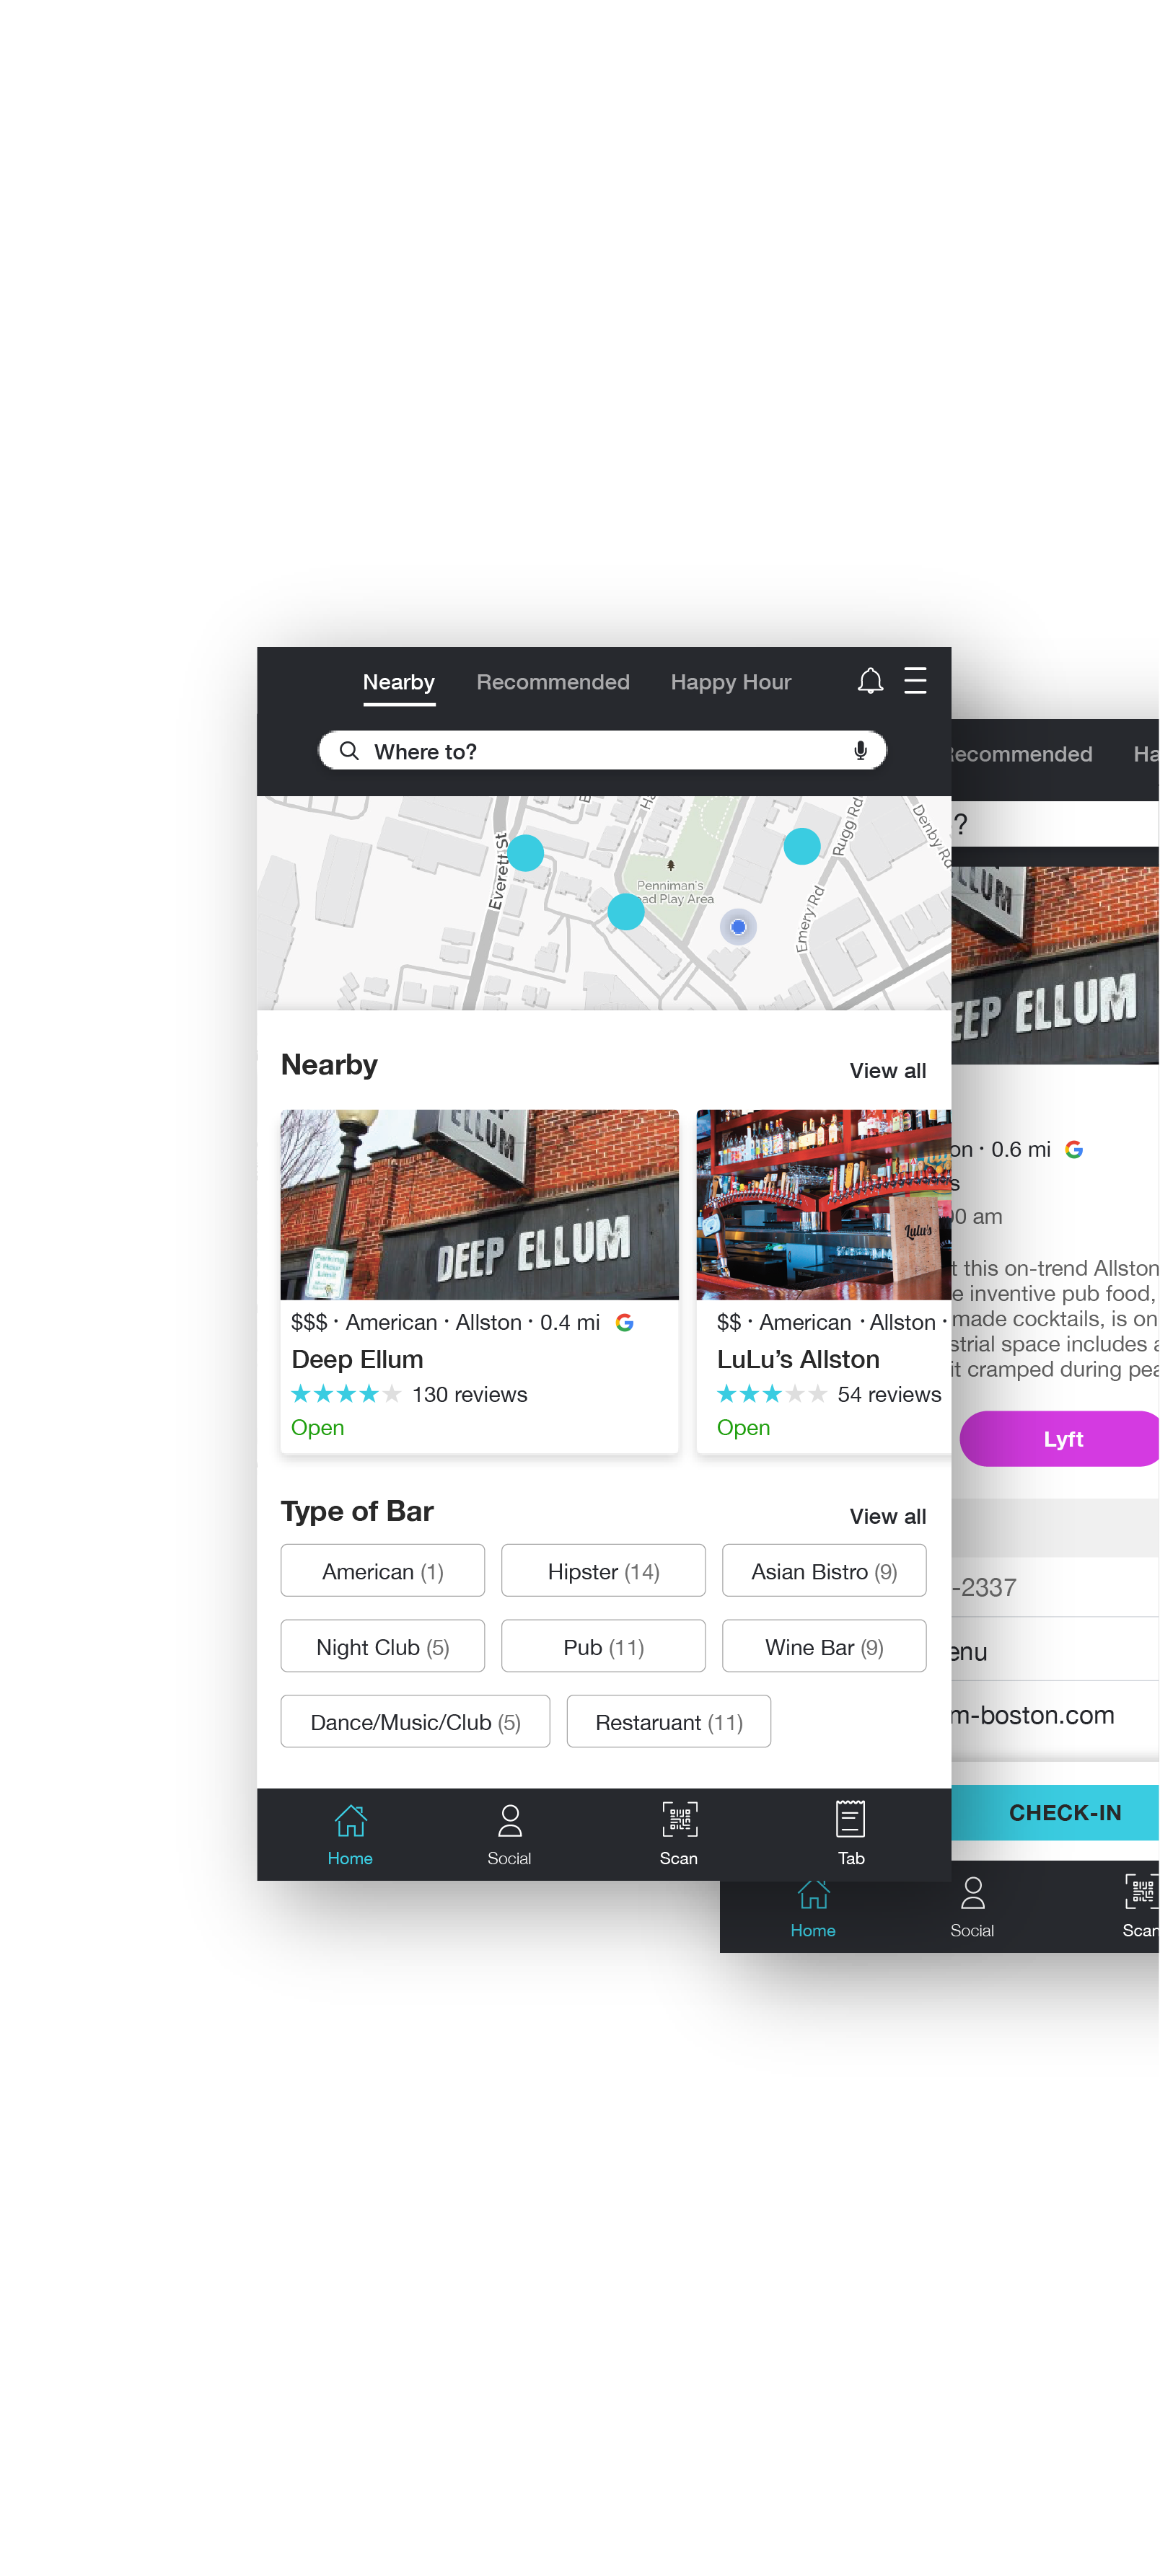 Nearby Recommended Happy Hour
Where to?
Everett St
Rugg Rd
Denby Rd
Emery Rd
Penniman's
Play Area
Nearby
View all
ELLUM
DEEP ELLUM
Lulu's
$$$ · American · Allston · 0.4 mi
Deep Ellum
130 reviews
Open
$$ · American · Allston ·
LuLu's Allston
54 reviews
Open
Type of Bar
View all
American (1) Hipster (14) Asian Bistro (9)
Night Club (5) Pub (11) Wine Bar (9)
Dance/Music/Club (5) Restaruant (11)
Home Social Scan Tab
ecommended Ha
?
LLUM
EEP ELLUM
on · 0.6 mi
s
00 am
t this on-trend Allston
e inventive pub food,
made cocktails, is on
strial space includes a
it cramped during pea
Lyft
-2337
enu
m-boston.com
CHECK-IN
Home Social Scan